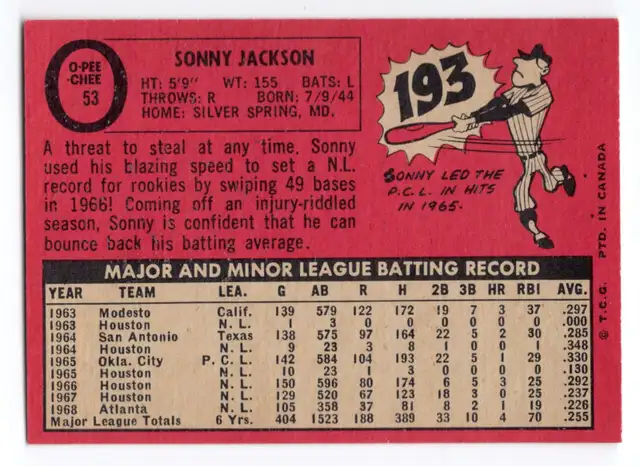 O-PEE
-CHEE
53
SONNY JACKSON
HT: 5'9" WT: 155 BATS: L
THROWS: R BORN: 7/9/44
HOME: SILVER SPRING, MD.
A threat to steal at any time, Sonny
used his blazing speed to set a N.L.
record for rookies by swiping 49 bases
in 1966! Coming off an injury-riddled
season, Sonny is confident that he can
bounce back his batting average.
193
SONNY LED THE
P.C.L. IN HITS
IN 1965.
MAJOR AND MINOR LEAGUE BATTING RECORD
YEAR TEAM LEA. G AB R H 2B 3B HR RBI AVG.
1963 Modesto Calif. 139 579 122 172 19 7 3 37 .297
1963 Houston N. L. 1 3 0 0 0 0 0 0 .000
1964 San Antonio Texas 138 575 97 164 22 5 2 30 .285
1964 Houston N. L. 9 23 3 8 1 0 0 1 .348
1965 Okla. City P. C. L. 142 584 104 193 22 5 1 29 .330
1965 Houston N. L. 10 23 1 3 0 0 0 0 .130
1966 Houston N. L. 150 596 80 174 6 5 3 25 .292
1967 Houston N. L. 129 520 67 123 18 3 0 25 .237
1968 Atlanta N. L. 105 358 37 81 8 2 1 19 .226
Major League Totals 6 Yrs. 404 1523 188 389 33 10 4 70 .255
© T.C.G. PTD. IN CANADA